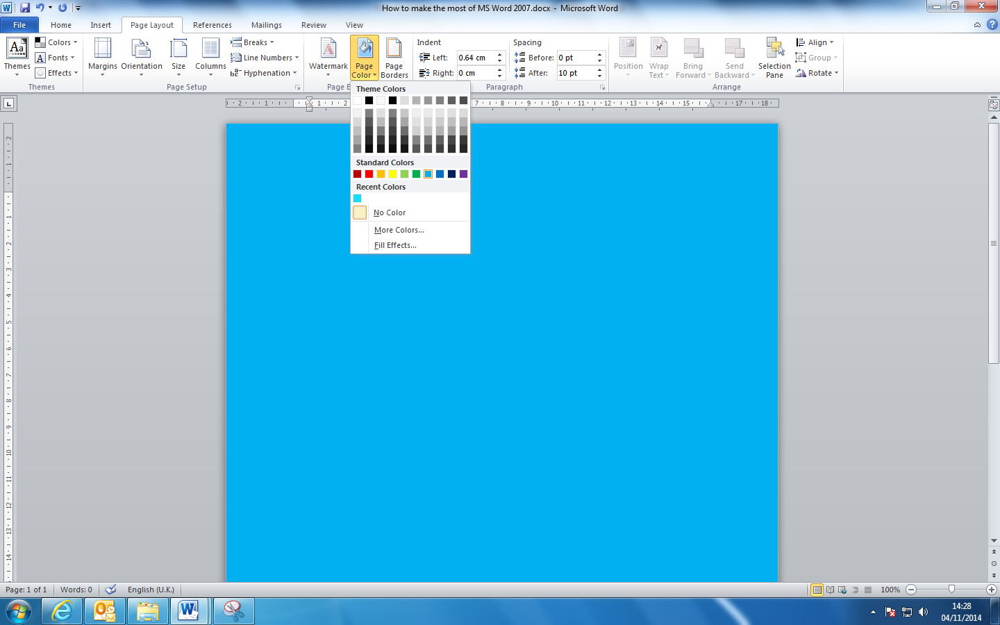 How to make the most of MS Word 2007.docx - Microsoft Word
File Home Insert Page Layout References Mailings Review View
Themes
Colors
Fonts
Effects
Themes
Margins
Orientation
Size
Columns
Breaks
Line Numbers
Hyphenation
Page Setup
Watermark
Page Color
Page Borders
Page B
Indent
Left: 0.64 cm
Right: 0 cm
Spacing
Before: 0 pt
After: 10 pt
Paragraph
Position
Wrap Text
Bring Forward
Send Backward
Selection Pane
Align
Group
Rotate
Arrange
Theme Colors
Standard Colors
Recent Colors
No Color
More Colors...
Fill Effects...
2 1 1 2 7 8 9 10 11 12 13 14 15 17 18
2
1
1
2
3
4
5
6
7
8
9
10
11
12
13
14
Page: 1 of 1 Words: 0 English (U.K.) 100%
14:28
04/11/2014